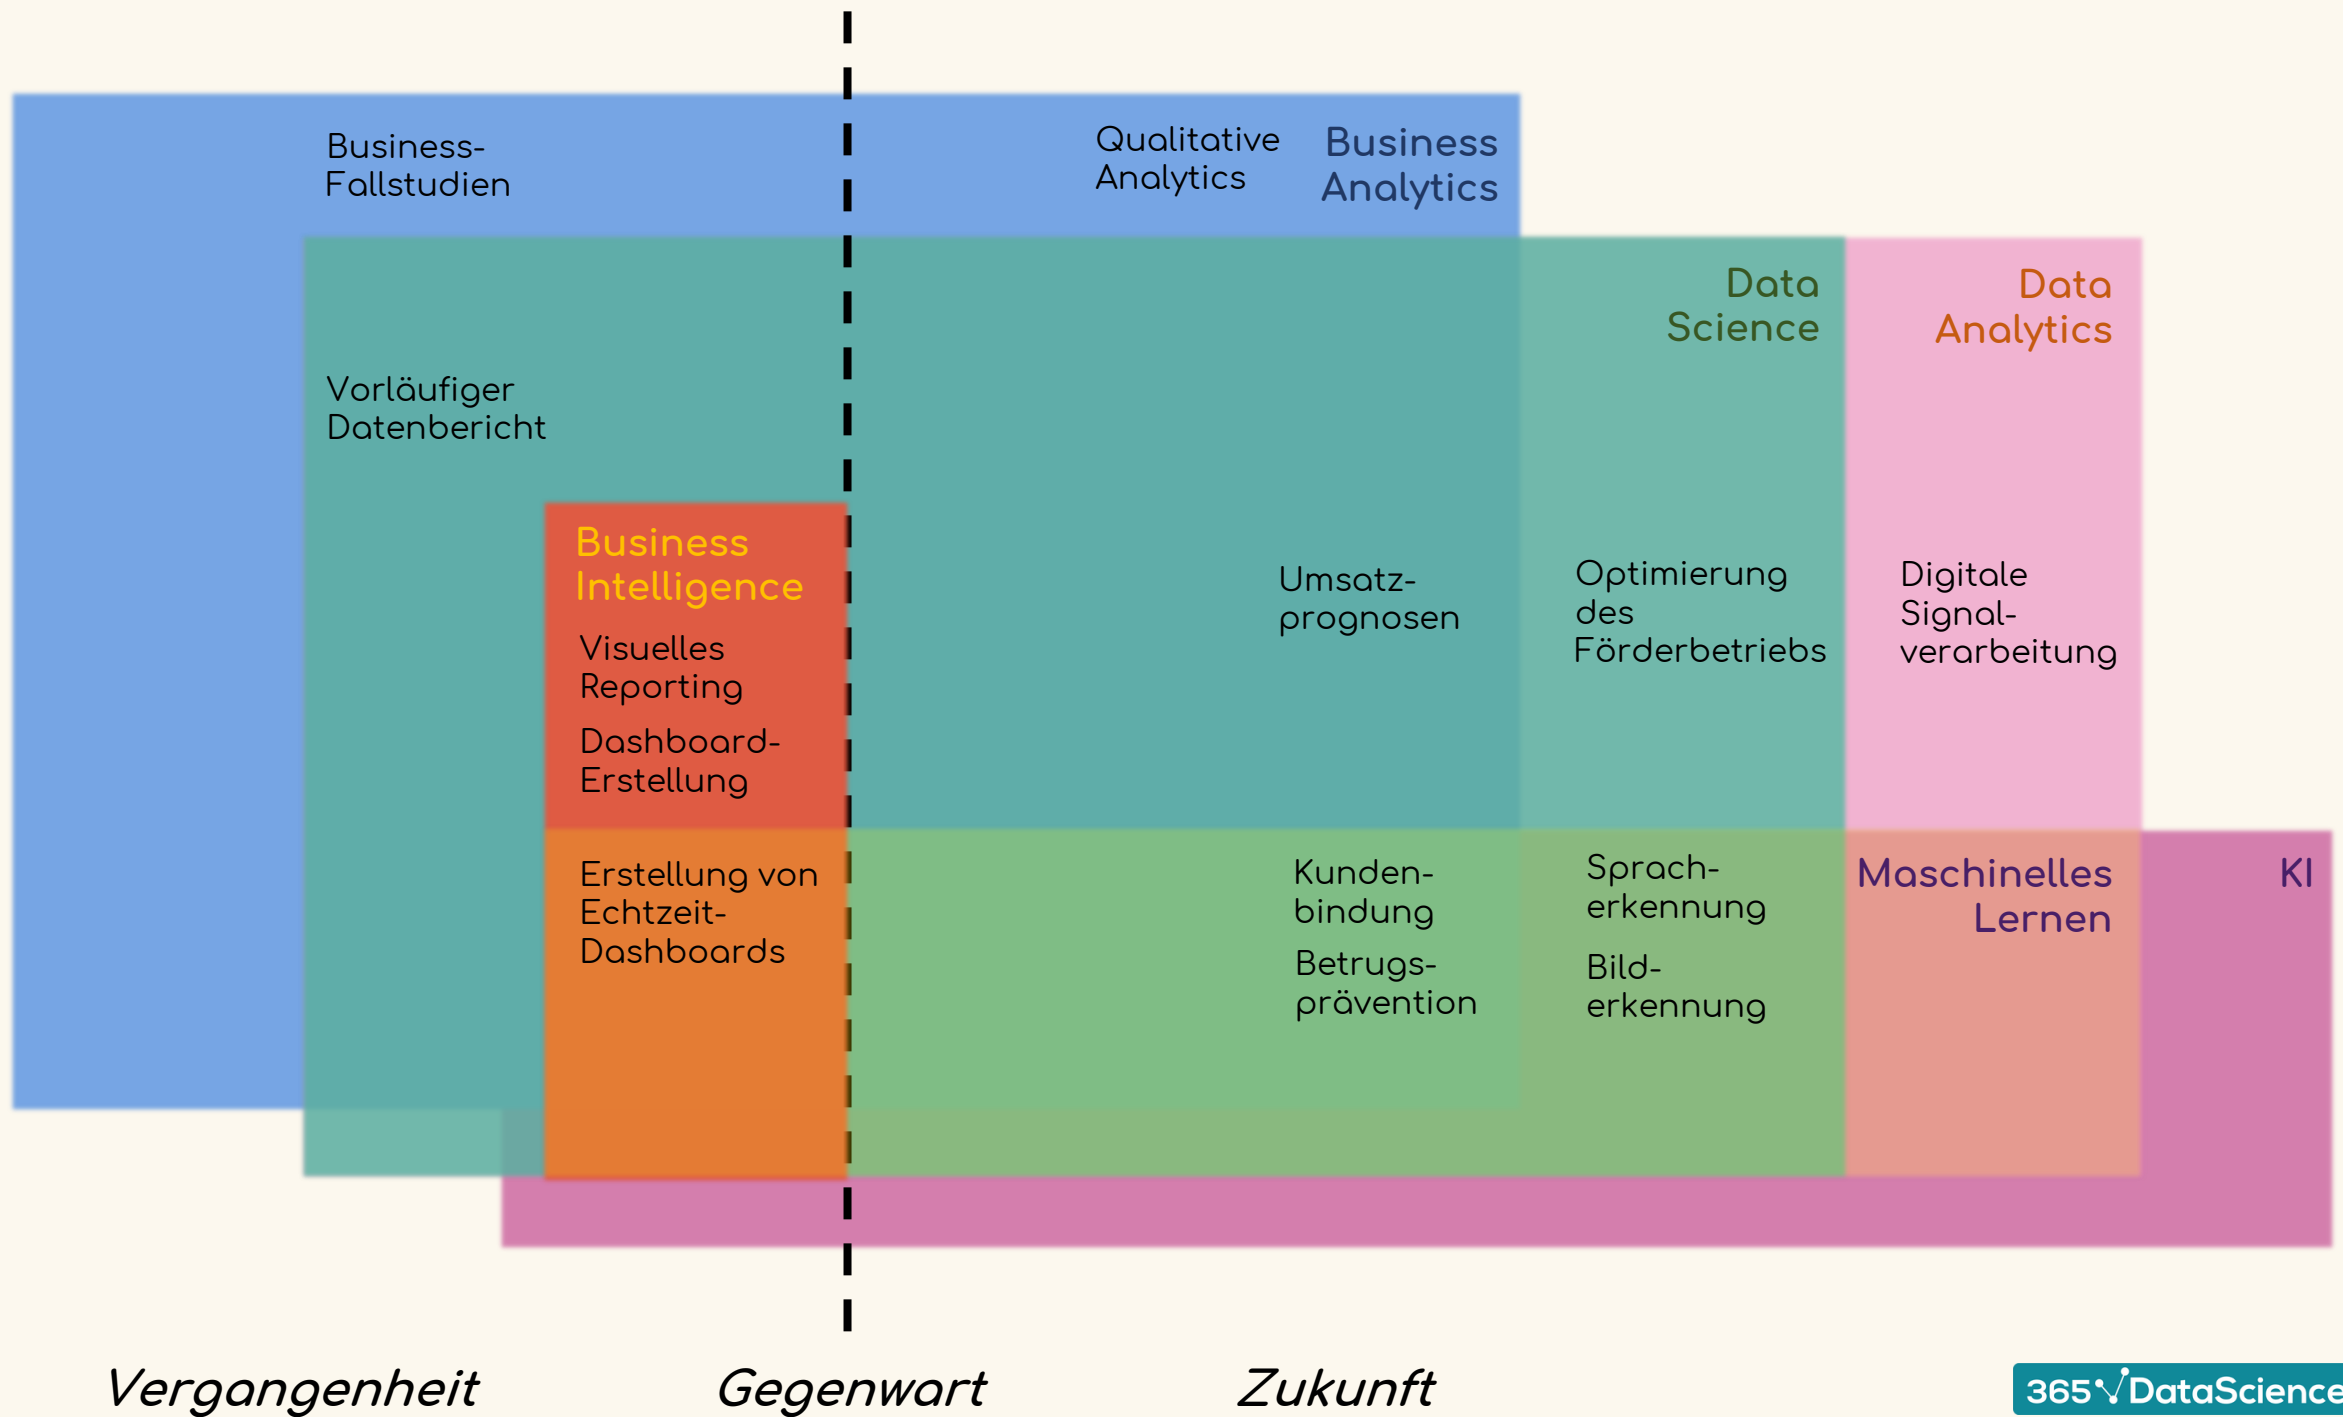 Business-
Fallstudien
Qualitative
Analytics
Business
Analytics
Data
Science
Data
Analytics
Vorläufiger
Datenbericht
Business
Intelligence
Visuelles
Reporting
Dashboard-
Erstellung
Umsatz-
prognosen
Optimierung
des
Förderbetriebs
Digitale
Signal-
verarbeitung
Erstellung von
Echtzeit-
Dashboards
Kunden-
bindung
Betrugs-
prävention
Sprach-
erkennung
Bild-
erkennung
Maschinelles
Lernen
KI
Vergangenheit
Gegenwart
Zukunft
365 DataScience